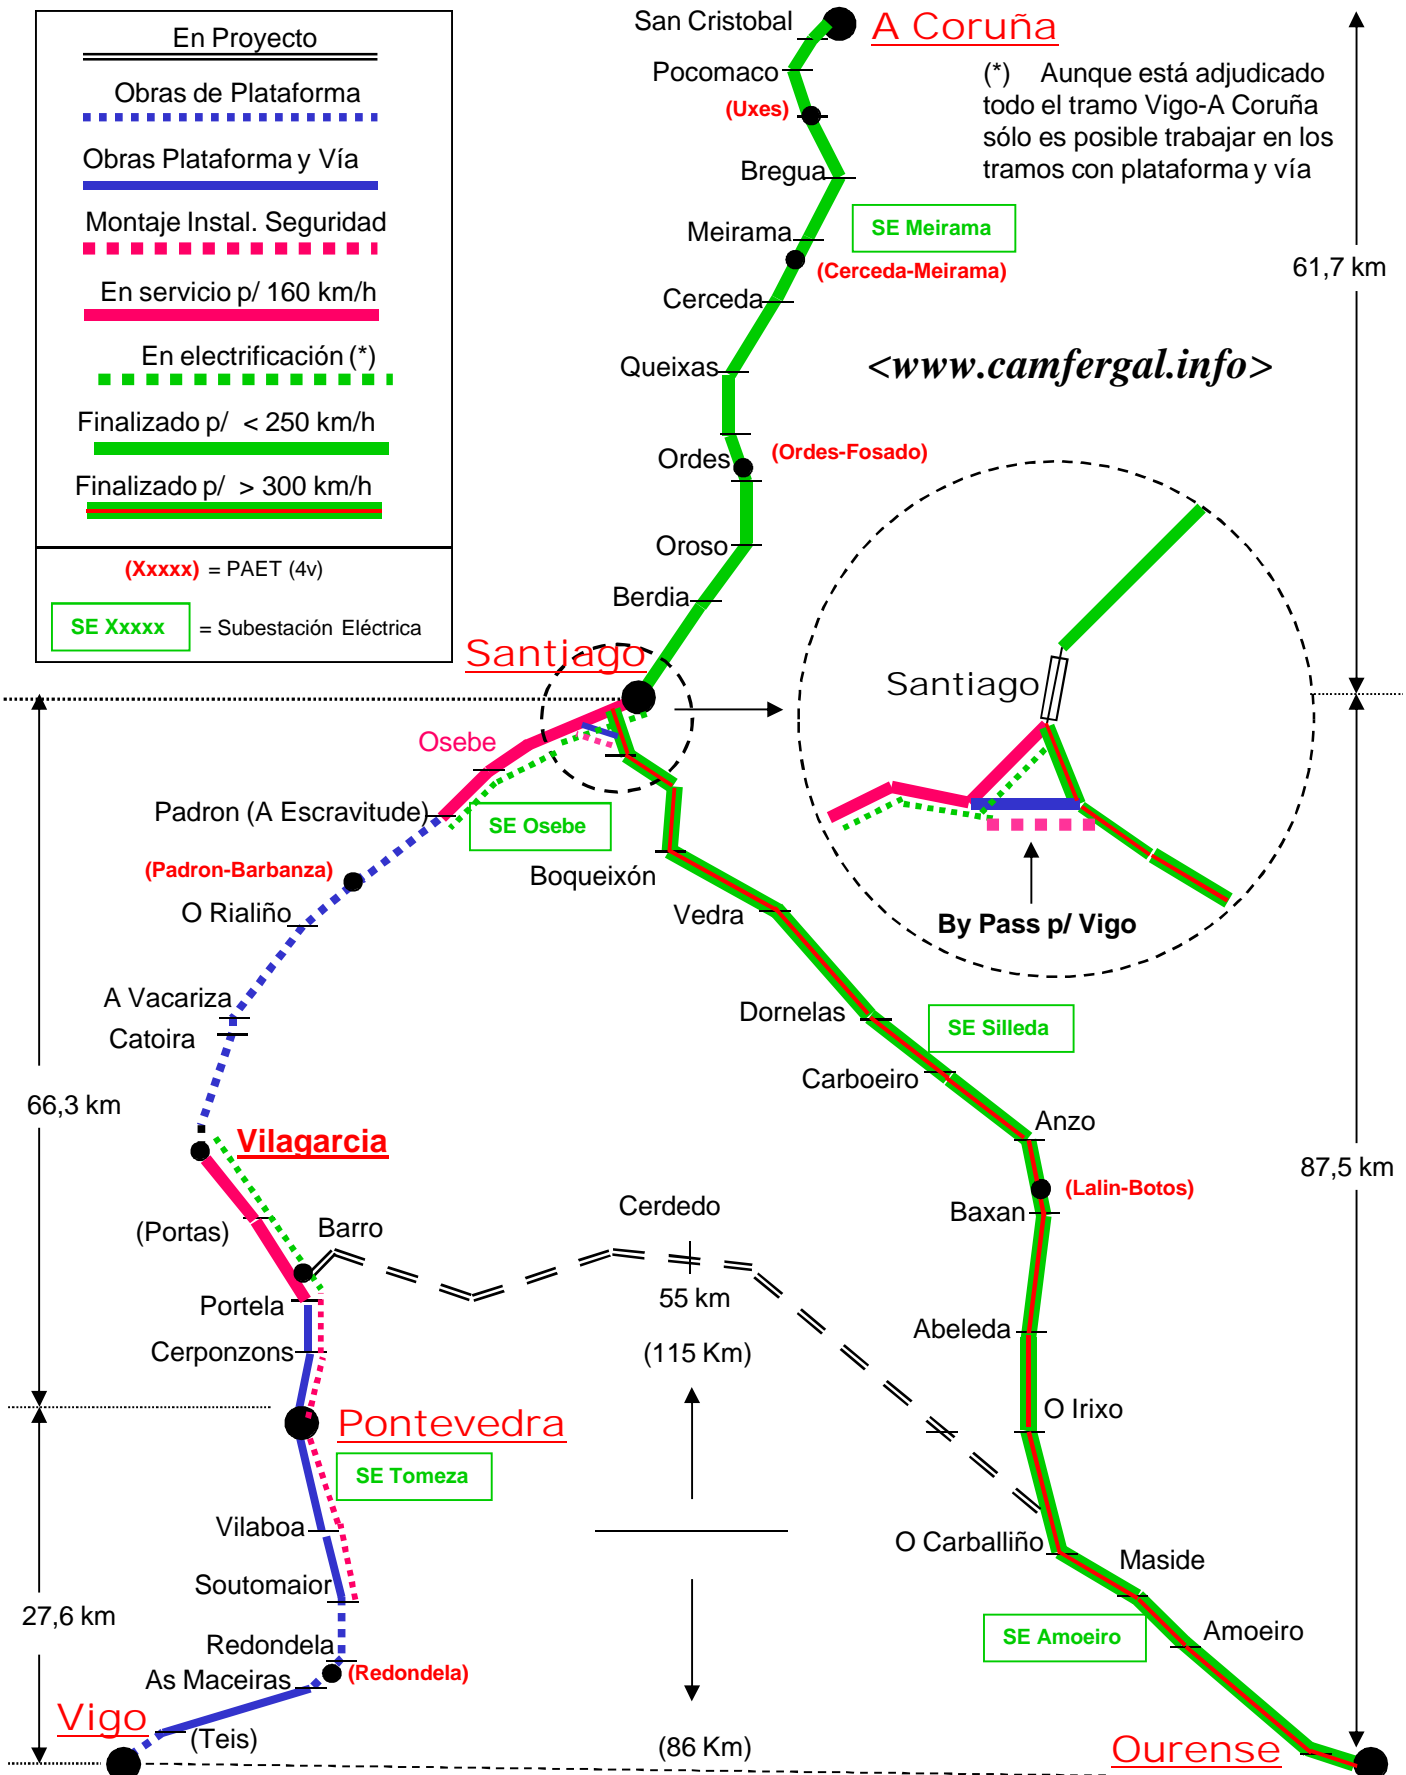 En Proyecto
Obras de Plataforma
Obras Plataforma y Vía
Montaje Instal. Seguridad
En servicio p/ 160 km/h
En electrificación (*)
Finalizado p/ < 250 km/h
Finalizado p/ > 300 km/h
(Xxxxx) = PAET (4v)
SE Xxxxx = Subestación Eléctrica
San Cristobal
A Coruña
Pocomaco
(*) Aunque está adjudicado
todo el tramo Vigo-A Coruña
sólo es posible trabajar en los
tramos con plataforma y vía
(Uxes)
Bregua
Meirama
SE Meirama
(Cerceda-Meirama)
61,7 km
Cerceda
Queixas
<www.camfergal.info>
Ordes
(Ordes-Fosado)
Oroso
Berdia
Santiago
Santiago
Osebe
Padron (A Escravitude)
SE Osebe
(Padron-Barbanza)
Boqueixón
O Rialiño
Vedra
By Pass p/ Vigo
A Vacariza
Catoira
Dornelas
SE Silleda
Carboeiro
66,3 km
Vilagarcia
Anzo
87,5 km
(Lalin-Botos)
(Portas)
Barro
Cerdedo
Baxan
Portela
55 km
Abeleda
Cerponzons
(115 Km)
O Irixo
Pontevedra
SE Tomeza
Vilaboa
O Carballiño
Maside
Soutomaior
27,6 km
Redondela
SE Amoeiro
Amoeiro
As Maceiras
(Redondela)
Vigo
(Teis)
(86 Km)
Ourense